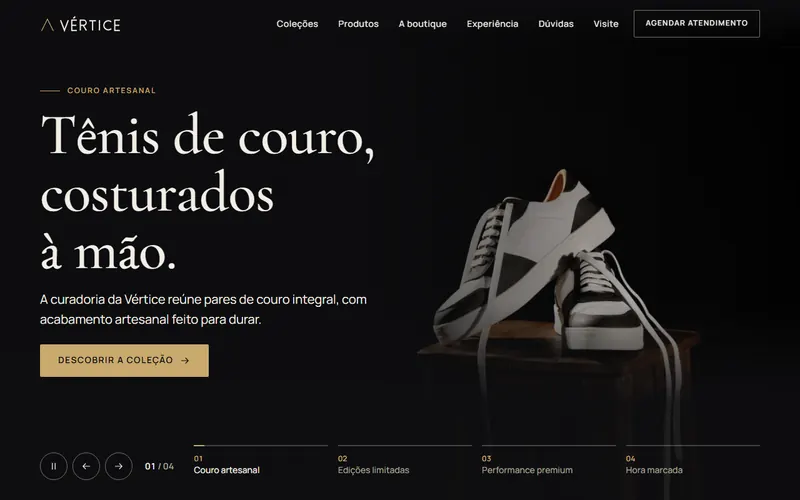 VÉRTICE
Coleções
Produtos
A boutique
Experiência
Dúvidas
Visite
AGENDAR ATENDIMENTO
COURO ARTESANAL
Tênis de couro,
costurados
à mão.
A curadoria da Vértice reúne pares de couro integral, com
acabamento artesanal feito para durar.
DESCOBRIR A COLEÇÃO →
01 / 04
01
Couro artesanal
02
Edições limitadas
03
Performance premium
04
Hora marcada